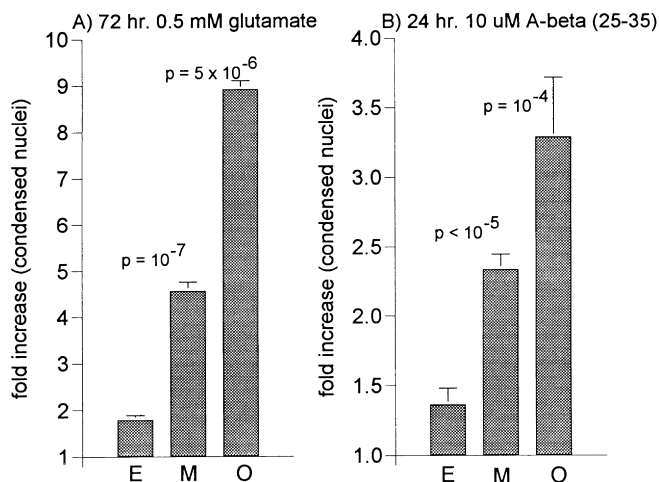 A) 72 hr. 0.5 mM glutamate
fold increase (condensed nuclei)
10
9
8
7
6
5
4
3
2
1
p = 5 x 10-6
p = 10-7
E M O
B) 24 hr. 10 uM A-beta (25-35)
fold increase (condensed nuclei)
4.0
3.5
3.0
2.5
2.0
1.5
1.0
p = 10-4
p < 10-5
E M O